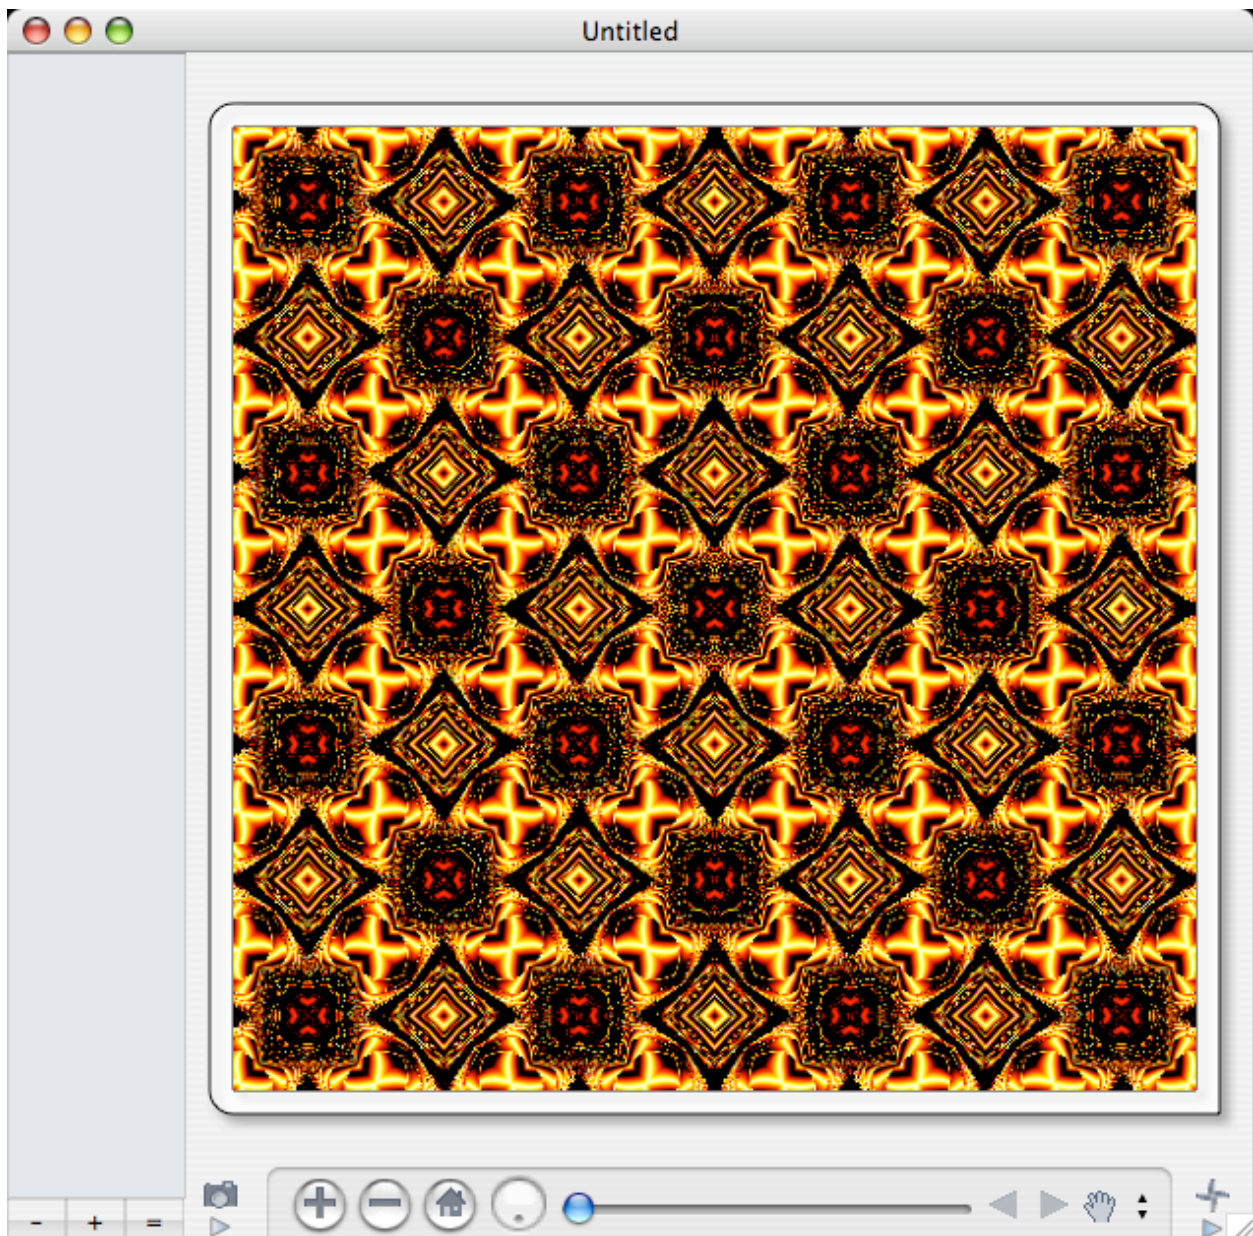 Untitled
- + =